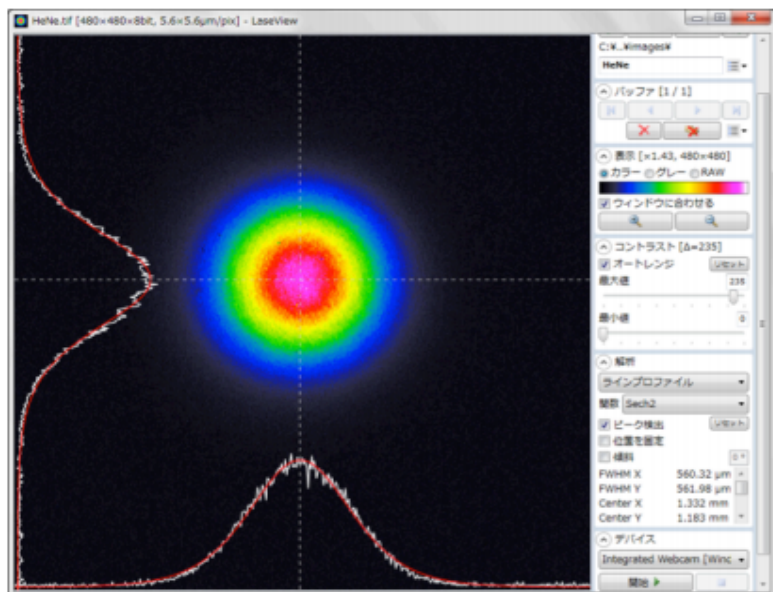 HeNe.tif [480×480×8bit, 5.6×5.6μm/pix] - LaseView
C:¥...¥images¥
HeNe
バッファ [1 / 1]
表示 [×1.43, 480×480]
カラー グレー RAW
ウィンドウに合わせる
コントラスト [Δ=235]
オートレンジ リセット
最大値 235
最小値 0
解析
ラインプロファイル
関数 Sech2
ピーク検出 リセット
位置を固定
傾斜 0 °
FWHM X 560.32 μm
FWHM Y 561.98 μm
Center X 1.332 mm
Center Y 1.183 mm
デバイス
Integrated Webcam [Winc
開始